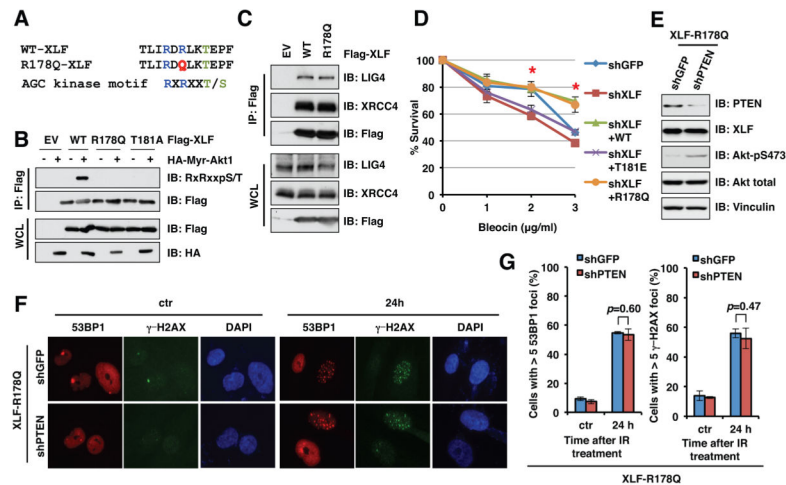 A
WT-XLF TLIRDRLKTEPF
R178Q-XLF TLIRDQLKTEPF
AGC kinase motif RXRXXT/S
B
EV WT R178Q T181A Flag-XLF
- + - + - + - + HA-Myr-Akt1
IP: Flag
IB: RxRxxpS/T
IB: Flag
WCL
IB: Flag
IB: HA
C
EV WT R178Q Flag-XLF
IP: Flag
IB: LIG4
IB: XRCC4
IB: Flag
WCL
IB: LIG4
IB: XRCC4
IB: Flag
D
% Survival
100
80
60
40
20
0
0 1 2 3
Bleocin (µg/ml)
* *
shGFP
shXLF
shXLF
+WT
shXLF
+T181E
shXLF
+R178Q
E
XLF-R178Q
shGFP shPTEN
IB: PTEN
IB: XLF
IB: Akt-pS473
IB: Akt total
IB: Vinculin
F
ctr 24h
53BP1 γ-H2AX DAPI 53BP1 γ-H2AX DAPI
XLF-R178Q
shGFP
shPTEN
G
Cells with > 5 53BP1 foci (%)
100
80
60
40
20
0
shGFP
shPTEN
p=0.60
ctr 24 h
Time after IR
treatment
Cells with > 5 γ-H2AX foci (%)
100
80
60
40
20
0
shGFP
shPTEN
p=0.47
ctr 24 h
Time after IR
treatment
XLF-R178Q